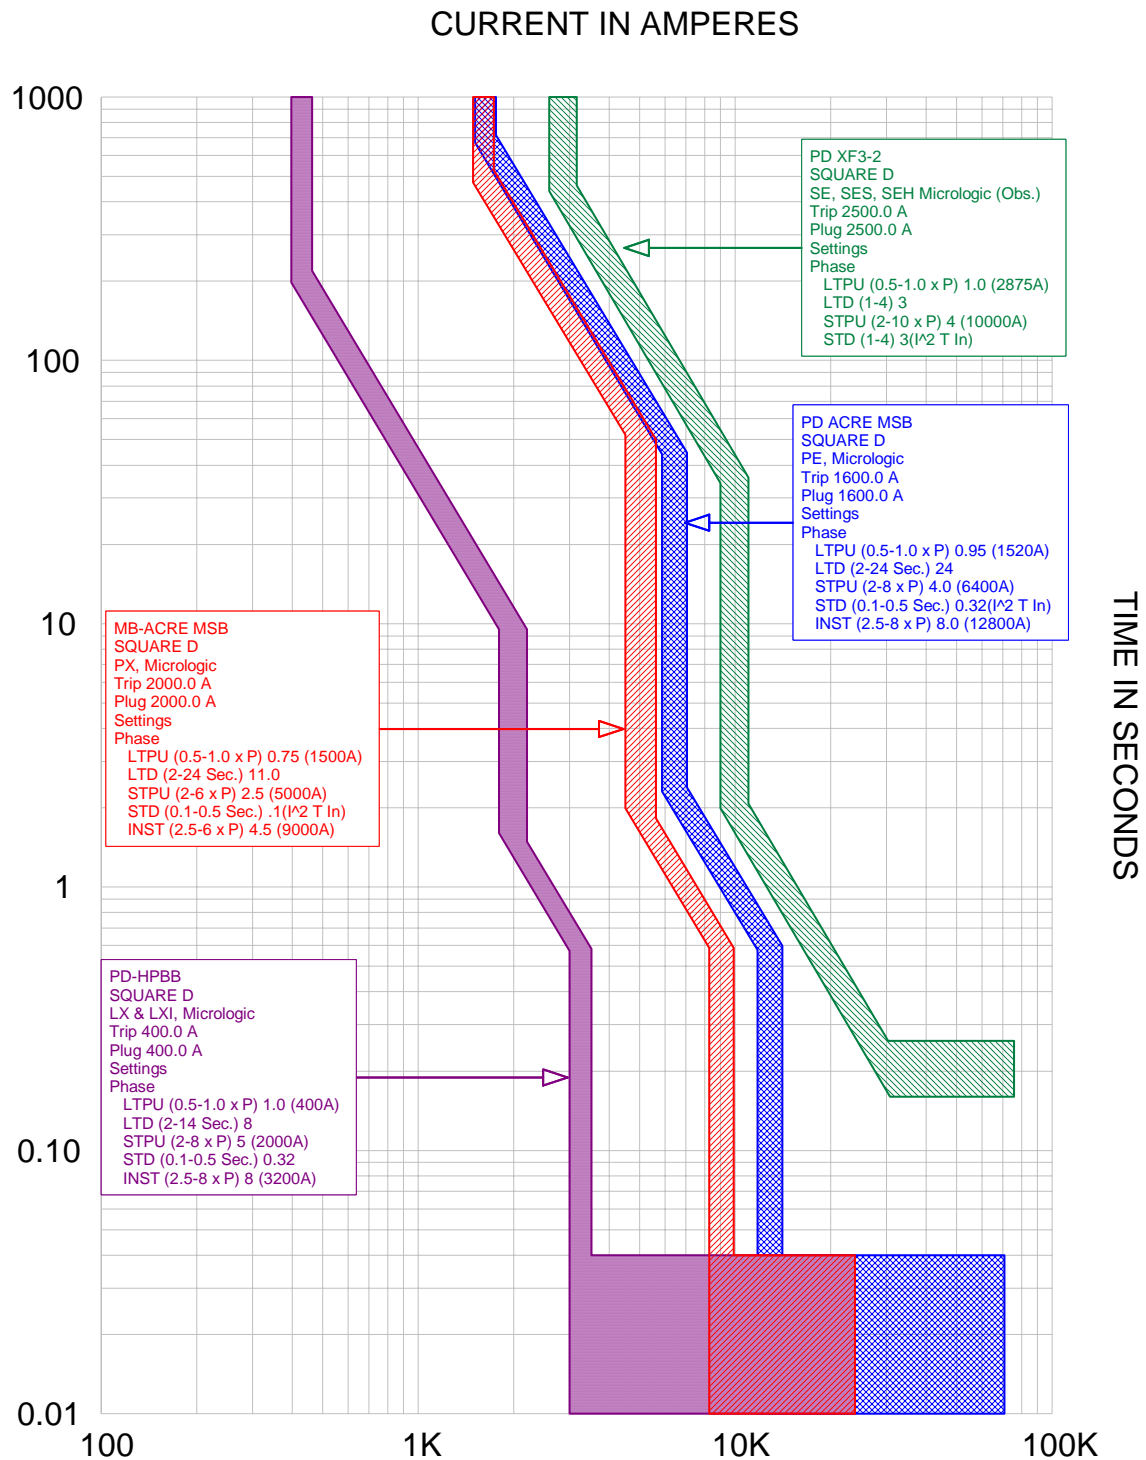 CURRENT IN AMPERES
1000
100
10
1
0.10
0.01
100
1K
10K
100K
TIME IN SECONDS
PD XF3-2
SQUARE D
SE, SES, SEH Micrologic (Obs.)
Trip 2500.0 A
Plug 2500.0 A
Settings
Phase
LTPU (0.5-1.0 x P) 1.0 (2875A)
LTD (1-4) 3
STPU (2-10 x P) 4 (10000A)
STD (1-4) 3(I^2 T In)
PD ACRE MSB
SQUARE D
PE, Micrologic
Trip 1600.0 A
Plug 1600.0 A
Settings
Phase
LTPU (0.5-1.0 x P) 0.95 (1520A)
LTD (2-24 Sec.) 24
STPU (2-8 x P) 4.0 (6400A)
STD (0.1-0.5 Sec.) 0.32(I^2 T In)
INST (2.5-8 x P) 8.0 (12800A)
MB-ACRE MSB
SQUARE D
PX, Micrologic
Trip 2000.0 A
Plug 2000.0 A
Settings
Phase
LTPU (0.5-1.0 x P) 0.75 (1500A)
LTD (2-24 Sec.) 11.0
STPU (2-6 x P) 2.5 (5000A)
STD (0.1-0.5 Sec.) .1(I^2 T In)
INST (2.5-6 x P) 4.5 (9000A)
PD-HPBB
SQUARE D
LX & LXI, Micrologic
Trip 400.0 A
Plug 400.0 A
Settings
Phase
LTPU (0.5-1.0 x P) 1.0 (400A)
LTD (2-14 Sec.) 8
STPU (2-8 x P) 5 (2000A)
STD (0.1-0.5 Sec.) 0.32
INST (2.5-8 x P) 8 (3200A)